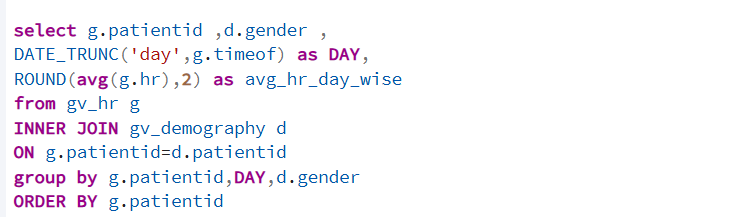 select g.patientid ,d.gender ,
DATE_TRUNC('day',g.timeof) as DAY,
ROUND(avg(g.hr),2) as avg_hr_day_wise
from gv_hr g
INNER JOIN gv_demography d
ON g.patientid=d.patientid
group by g.patientid,DAY,d.gender
ORDER BY g.patientid